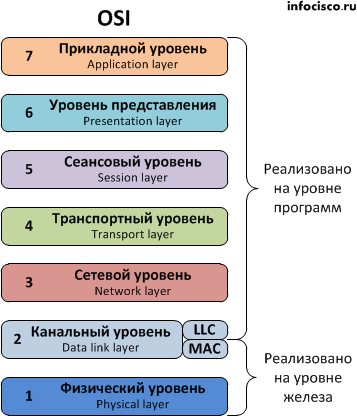 infocisco.ru
OSI
7 Прикладной уровень
Application layer
6 Уровень представления
Presentation layer
5 Сеансовый уровень
Session layer
4 Транспортный уровень
Transport layer
3 Сетевой уровень
Network layer
2 Канальный уровень
Data link layer
LLC
MAC
1 Физический уровень
Physical layer
Реализовано
на уровне
программ
Реализовано
на уровне
железа